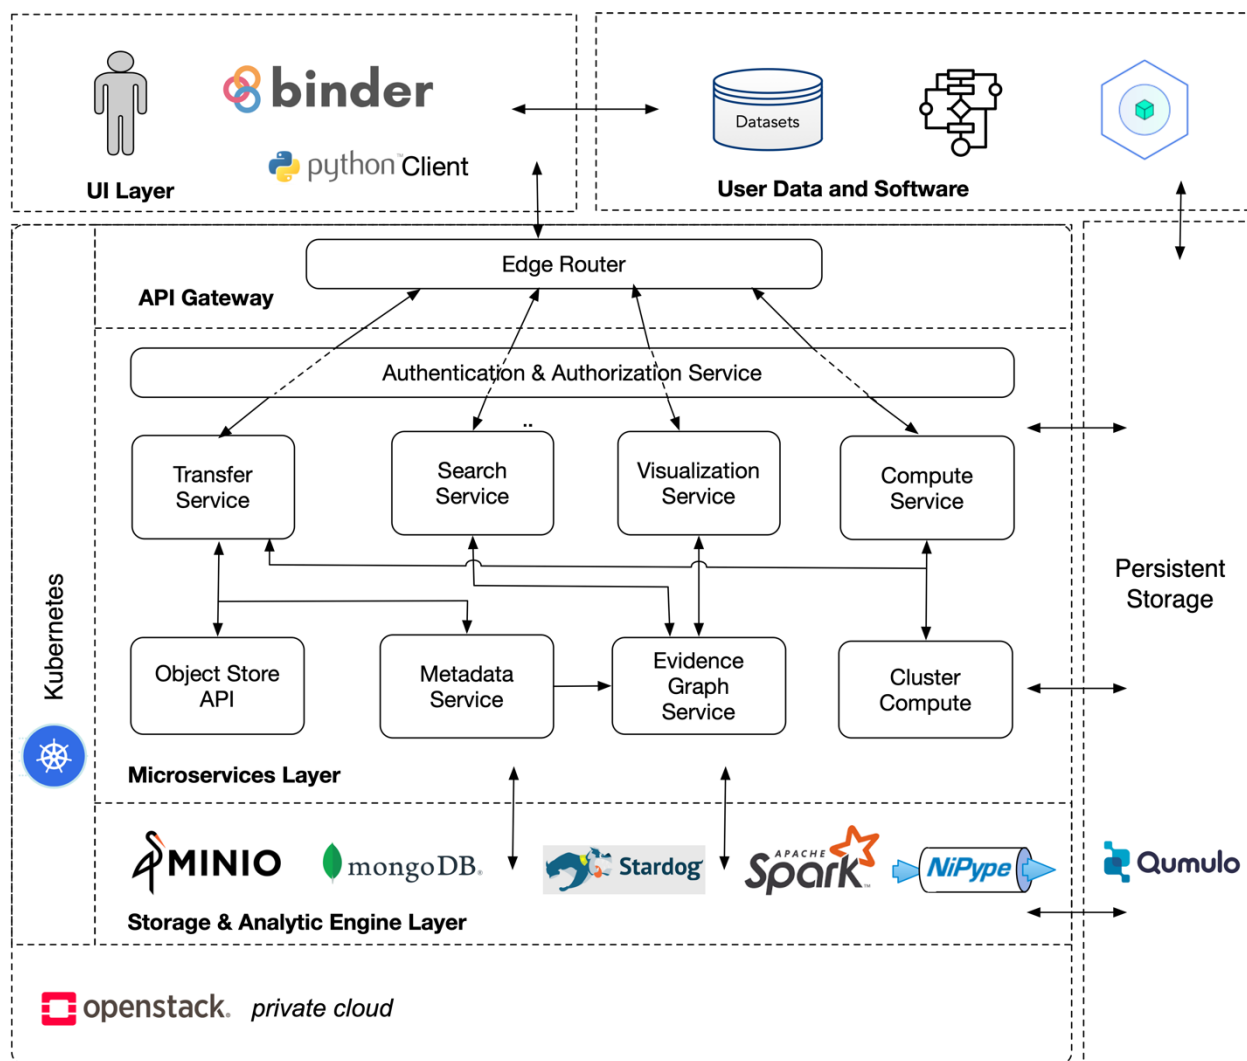 binder
Datasets
python™ Client
UI Layer
User Data and Software
Edge Router
API Gateway
Authentication & Authorization Service
..
Transfer
Service
Search
Service
Visualization
Service
Compute
Service
Kubernetes
Persistent
Storage
Object Store
API
Metadata
Service
Evidence
Graph
Service
Cluster
Compute
Microservices Layer
MINIO
mongoDB®
Stardog
APACHE
Spark™
NiPype
Qumulo
Storage & Analytic Engine Layer
openstack® private cloud